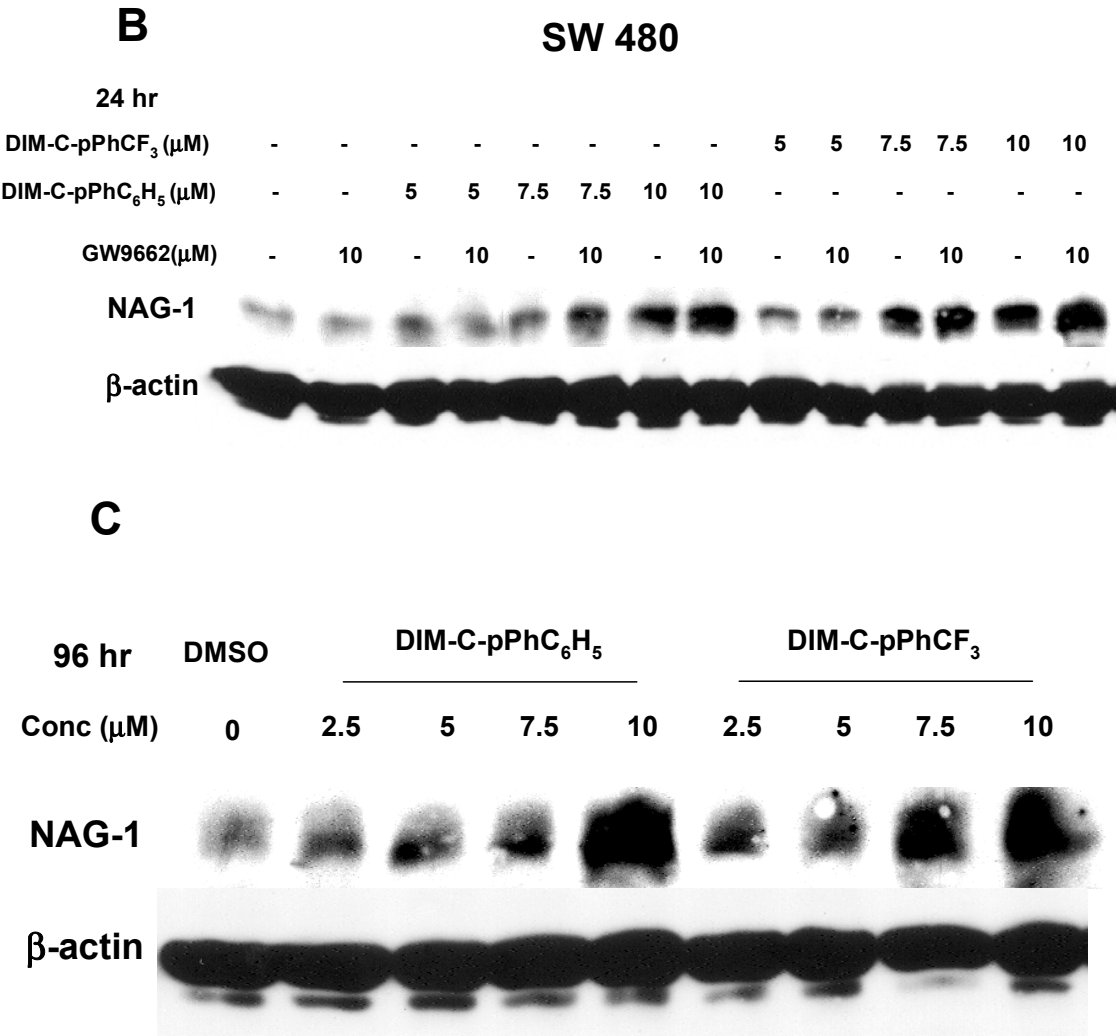 B
SW 480
24 hr
DIM-C-pPhCF₃ (μM) - - - - - - - - 5 5 7.5 7.5 10 10
DIM-C-pPhC₆H₅ (μM) - - 5 5 7.5 7.5 10 10 - - - - - -
GW9662(μM) - 10 - 10 - 10 - 10 - 10 - 10 - 10
NAG-1
β-actin
C
96 hr DMSO DIM-C-pPhC₆H₅ DIM-C-pPhCF₃
Conc (μM) 0 2.5 5 7.5 10 2.5 5 7.5 10
NAG-1
β-actin